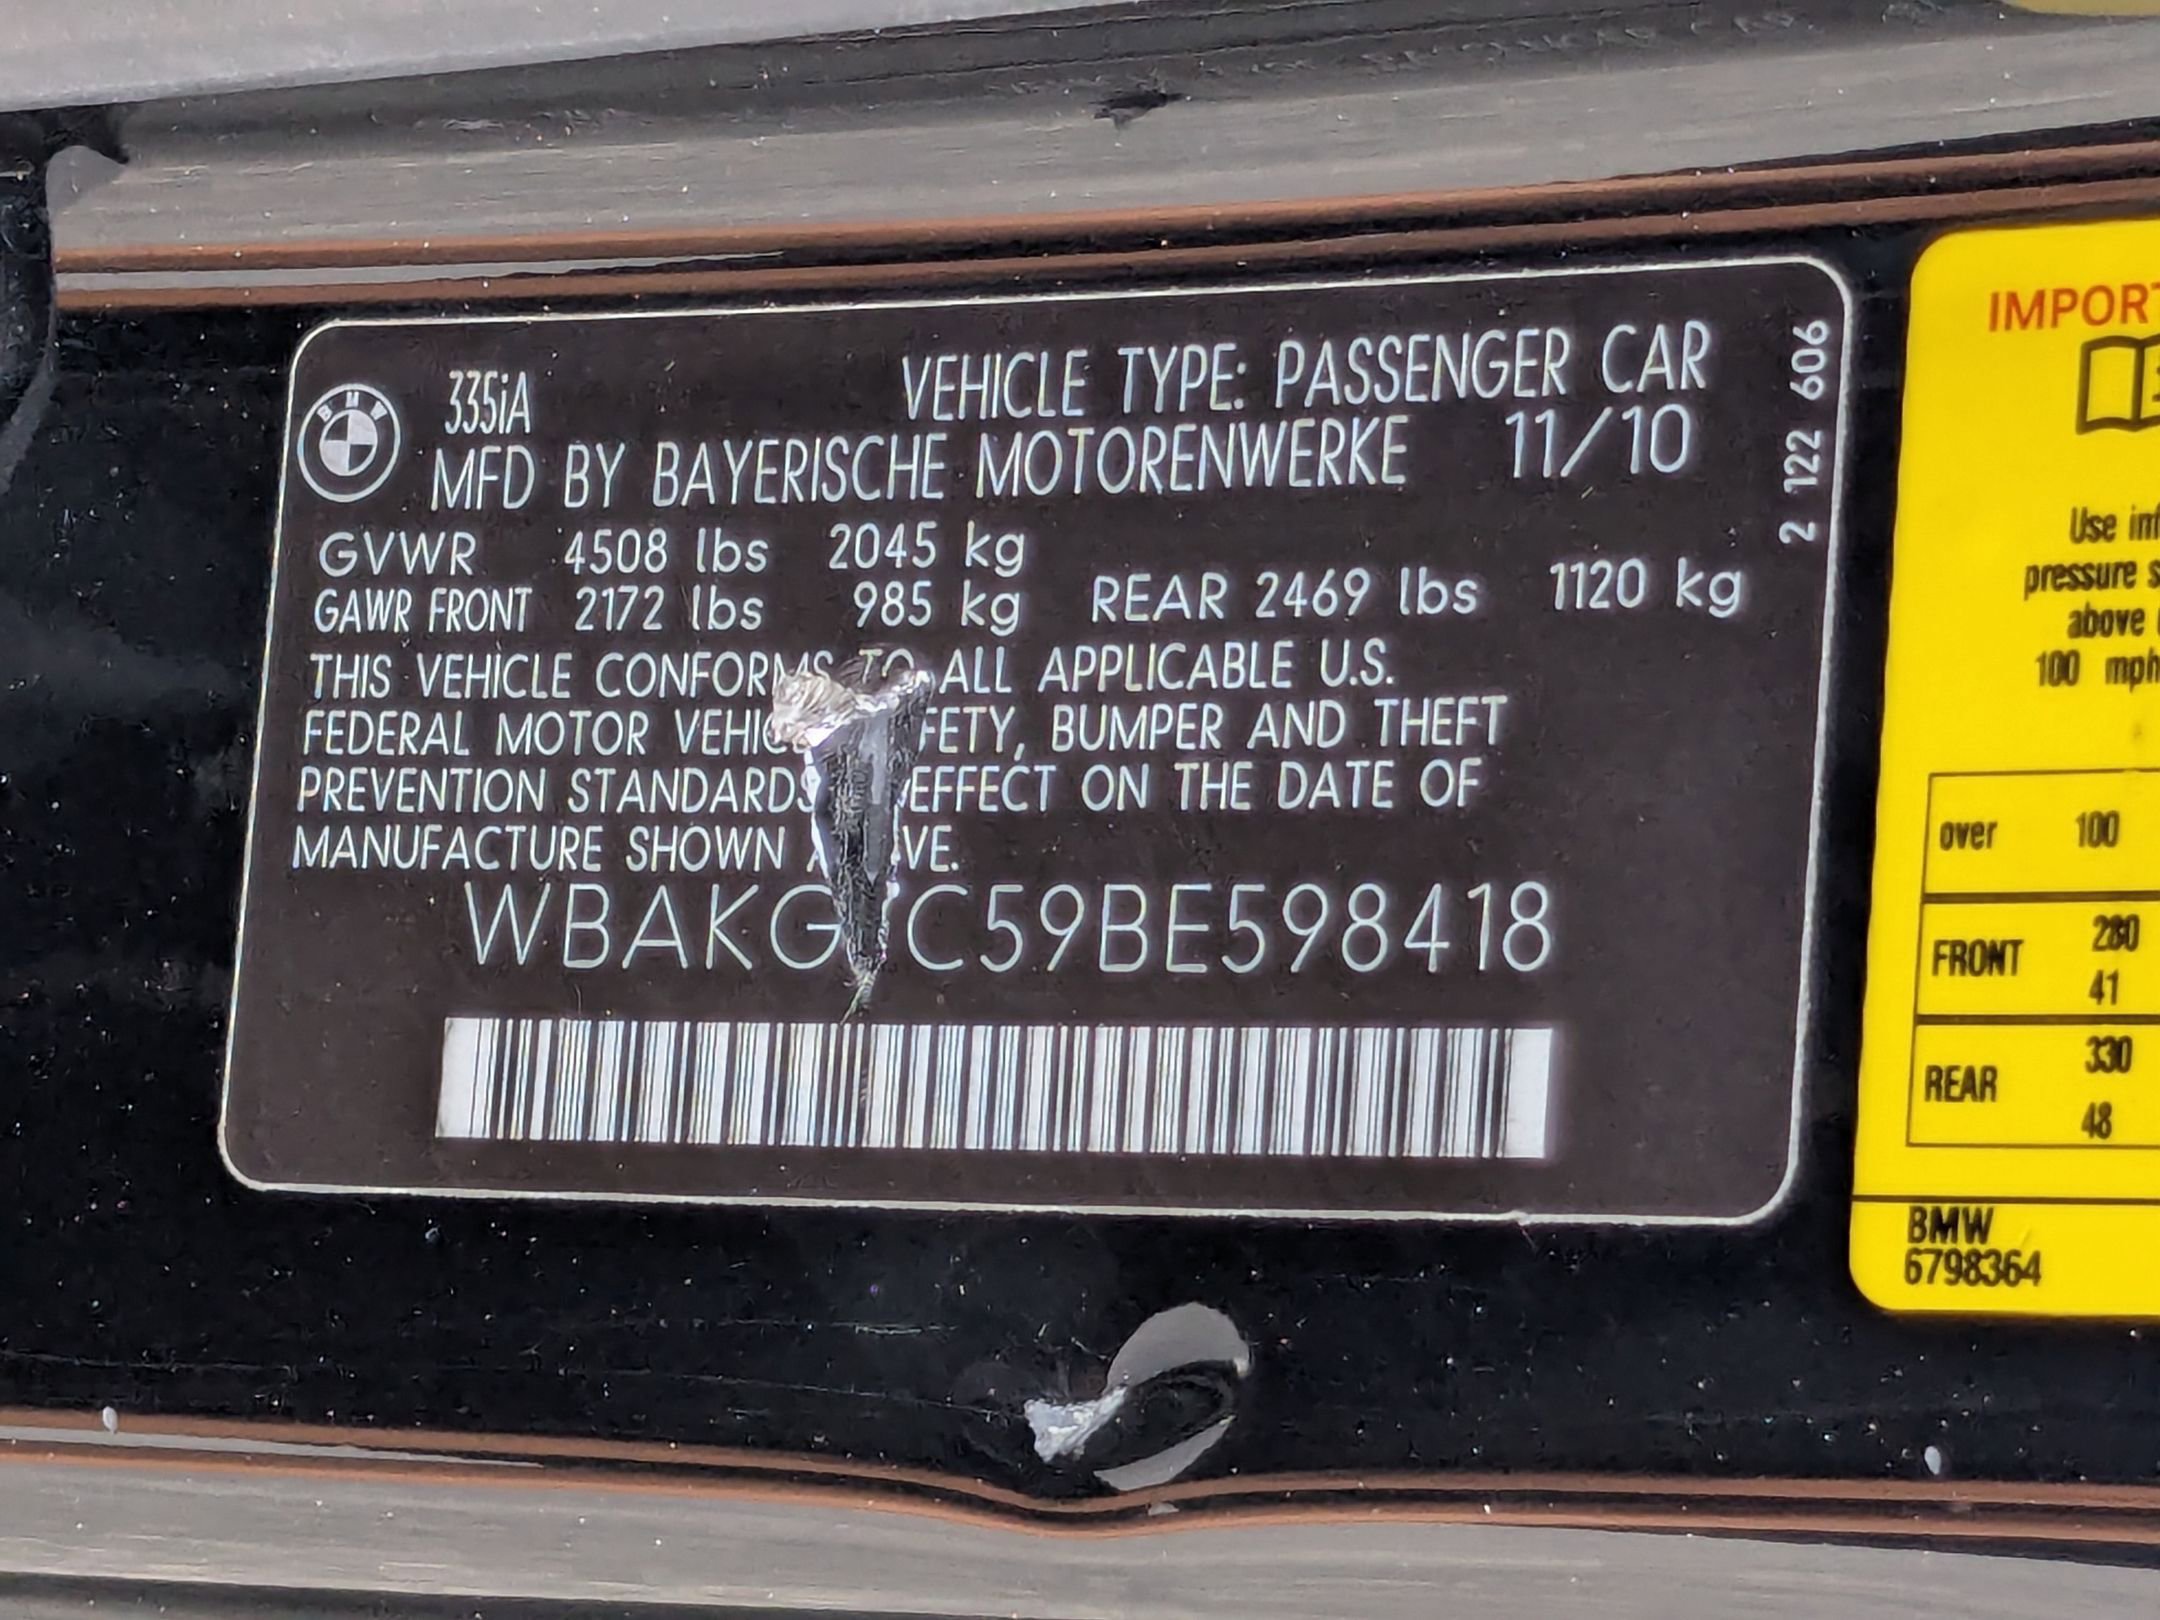 BMW
335iA VEHICLE TYPE: PASSENGER CAR
MFD BY BAYERISCHE MOTORENWERKE 11/10
GVWR 4508 lbs 2045 kg
GAWR FRONT 2172 lbs 985 kg REAR 2469 lbs 1120 kg
THIS VEHICLE CONFORMS TO ALL APPLICABLE U.S.
FEDERAL MOTOR FETY, BUMPER AND THEFT
PREVENTION STANDARDS EFFECT ON THE DATE OF
MANUFACTURE SHOWN VE.
WBAKG C59BE598418
2 122 606
IMPORT
Use inf
pressure s
above
100 mph
over 100
FRONT 280
41
REAR 330
48
BMW
6798364